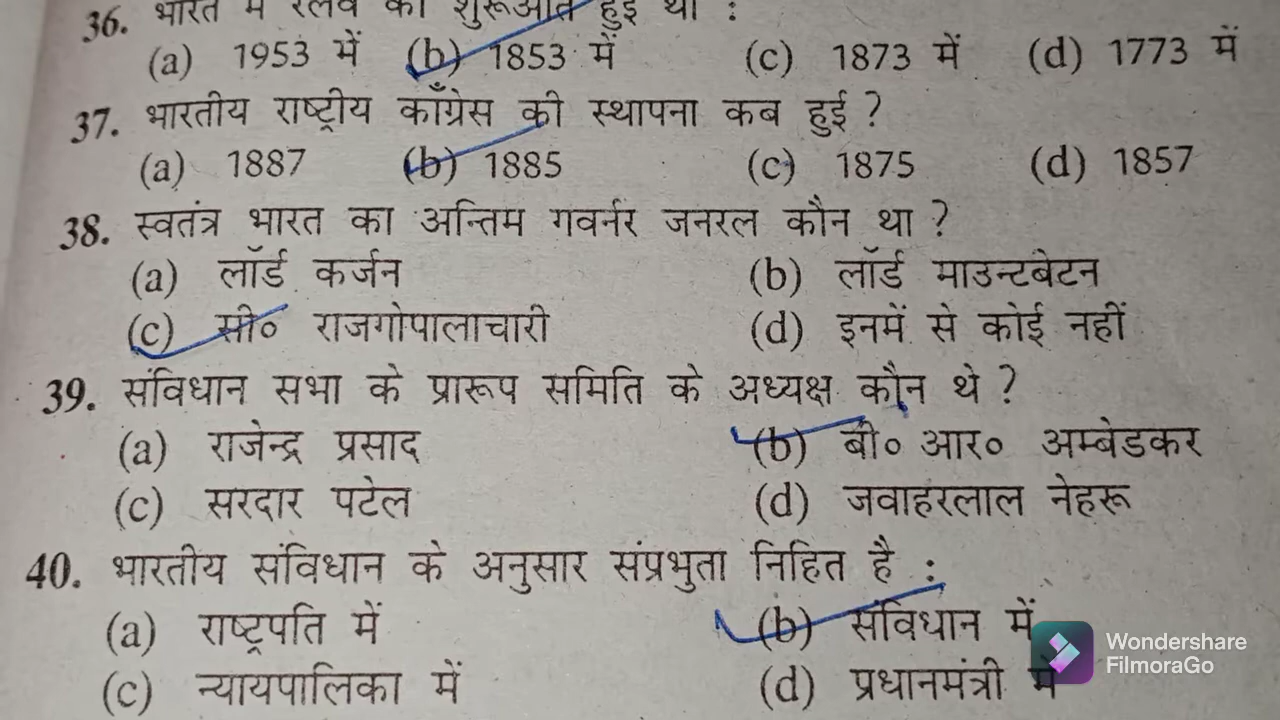 36. भारत में रेलवे की शुरूआत हुई थी :
(a) 1953 में (b) 1853 में (c) 1873 में (d) 1773 में
37. भारतीय राष्ट्रीय काँग्रेस की स्थापना कब हुई ?
(a) 1887 (b) 1885 (c) 1875 (d) 1857
38. स्वतंत्र भारत का अन्तिम गवर्नर जनरल कौन था ?
(a) लॉर्ड कर्जन (b) लॉर्ड माउन्टबेटन
(c) सी० राजगोपालाचारी (d) इनमें से कोई नहीं
39. संविधान सभा के प्रारूप समिति के अध्यक्ष कौन थे ?
(a) राजेन्द्र प्रसाद (b) बी० आर० अम्बेडकर
(c) सरदार पटेल (d) जवाहरलाल नेहरू
40. भारतीय संविधान के अनुसार संप्रभुता निहित है :
(a) राष्ट्रपति में (b) संविधान में
(c) न्यायपालिका में (d) प्रधानमंत्री में
Wondershare
FilmoraGo